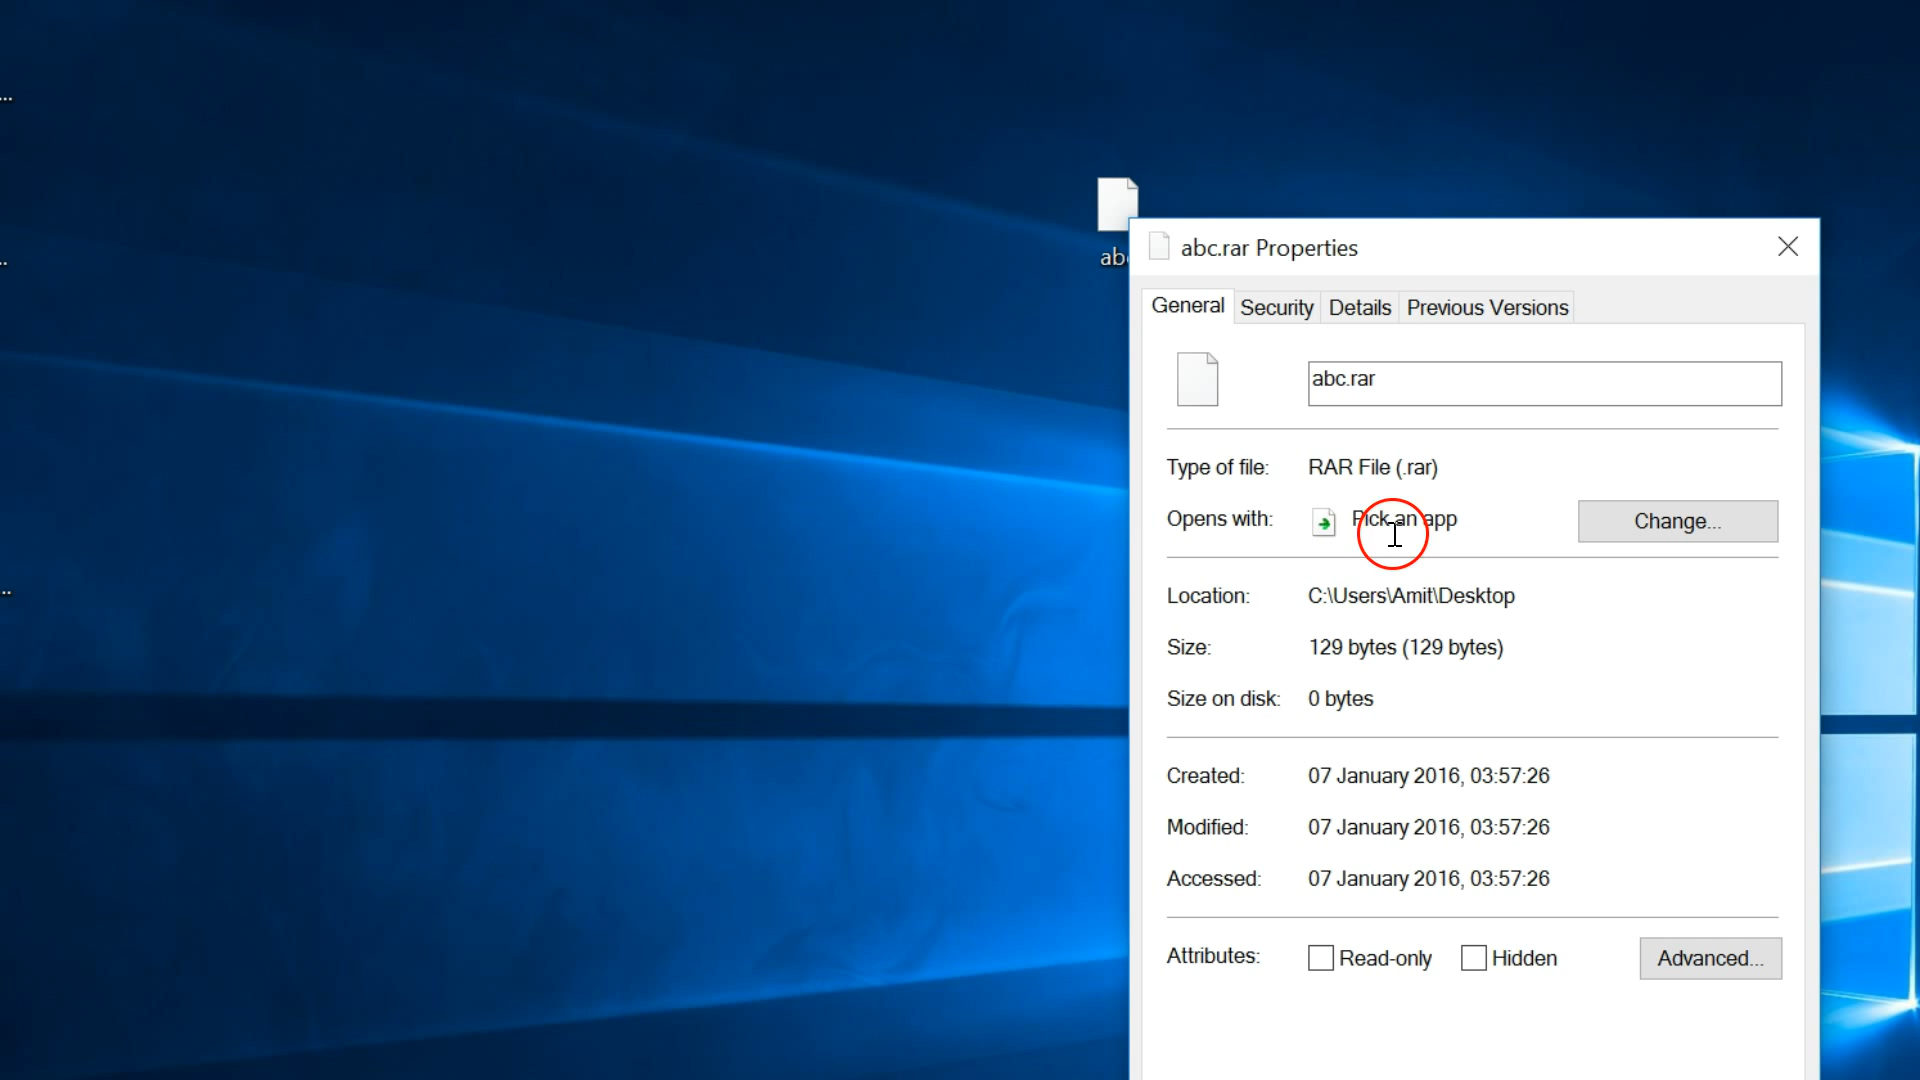 ...
abc.rar Properties
General Security Details Previous Versions
abc.rar
Type of file: RAR File (.rar)
Opens with: Pick an app Change...
Location: C:\Users\Amit\Desktop
Size: 129 bytes (129 bytes)
Size on disk: 0 bytes
Created: 07 January 2016, 03:57:26
Modified: 07 January 2016, 03:57:26
Accessed: 07 January 2016, 03:57:26
Attributes: Read-only Hidden Advanced...